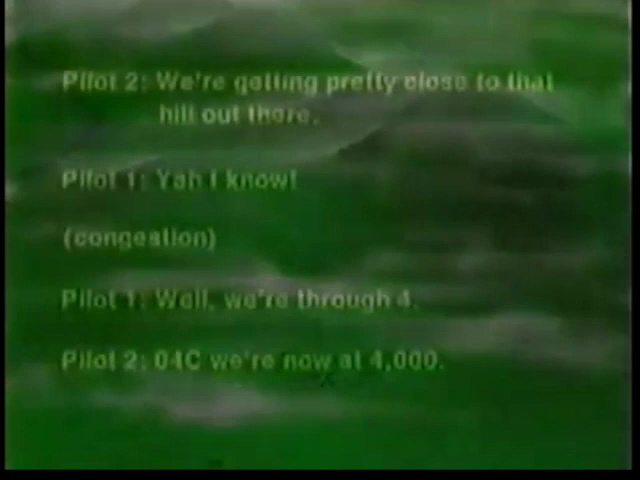 Pilot 2: We're getting pretty close to that
hill out there.
Pilot 1: Yah I know!
(congestion)
Pilot 1: Well, we're through 4.
Pilot 2: 04C we're now at 4,000.